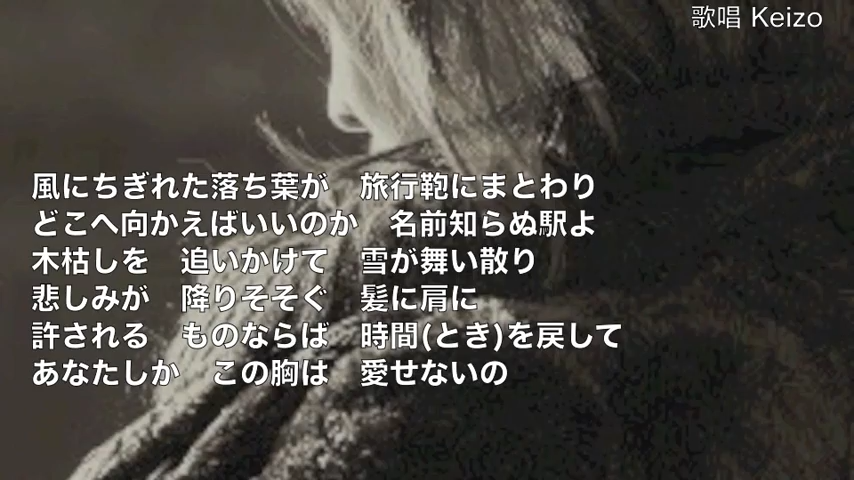 歌唱 Keizo
風にちぎれた落ち葉が　旅行鞄にまとわり
どこへ向かえばいいのか　名前知らぬ駅よ
木枯しを　追いかけて　雪が舞い散り
悲しみが　降りそそぐ　髪に肩に
許される　ものならば　時間(とき)を戻して
あなたしか　この胸は　愛せないの